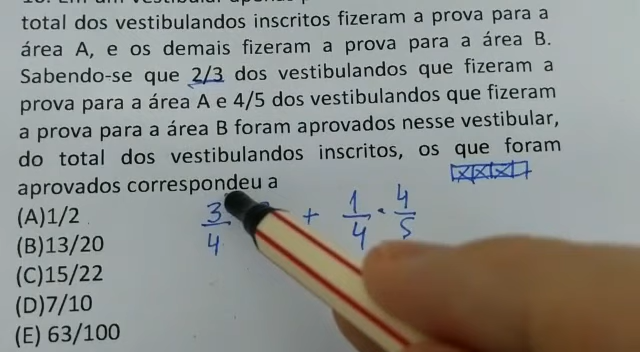 total dos vestibulandos inscritos fizeram a prova para a
área A, e os demais fizeram a prova para a área B.
Sabendo-se que 2/3 dos vestibulandos que fizeram a
prova para a área A e 4/5 dos vestibulandos que fizeram
a prova para a área B foram aprovados nesse vestibular,
do total dos vestibulandos inscritos, os que foram
aprovados correspondeu a
(A)1/2
(B)13/20
(C)15/22
(D)7/10
(E) 63/100
3/4 + 1/4 · 4/5